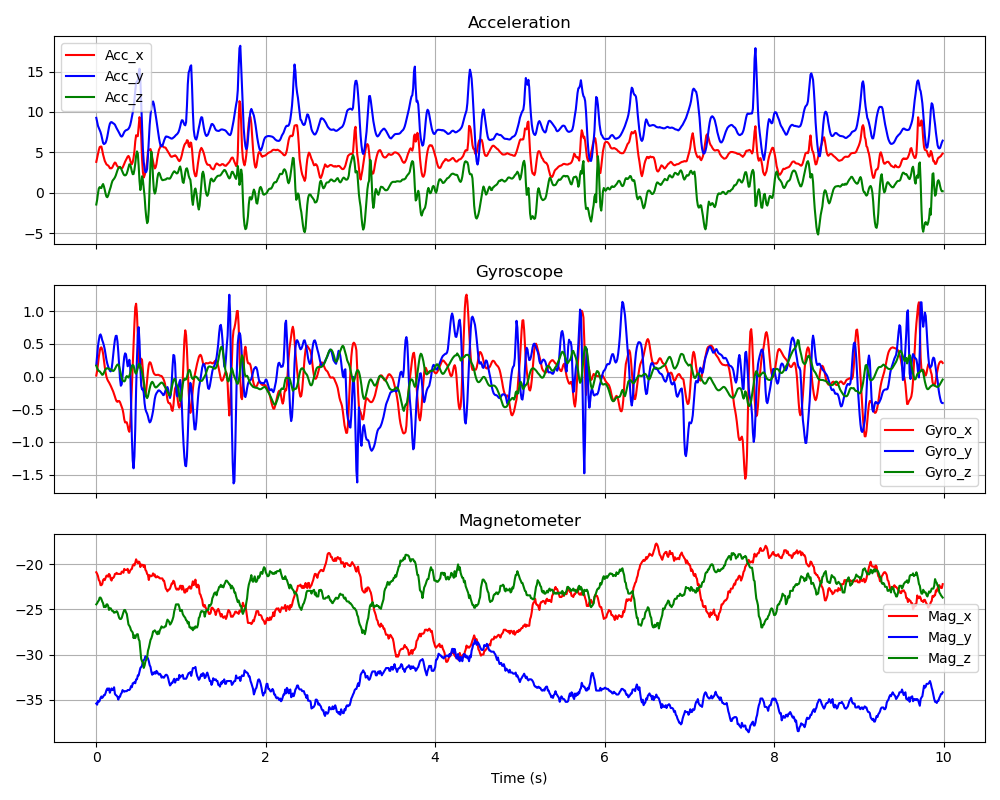 Acceleration
Acc_x
Acc_y
Acc_z
15
10
5
0
−5
Gyroscope
1.0
0.5
0.0
−0.5
−1.0
−1.5
Gyro_x
Gyro_y
Gyro_z
Magnetometer
−20
−25
−30
−35
Mag_x
Mag_y
Mag_z
0 2 4 6 8 10
Time (s)